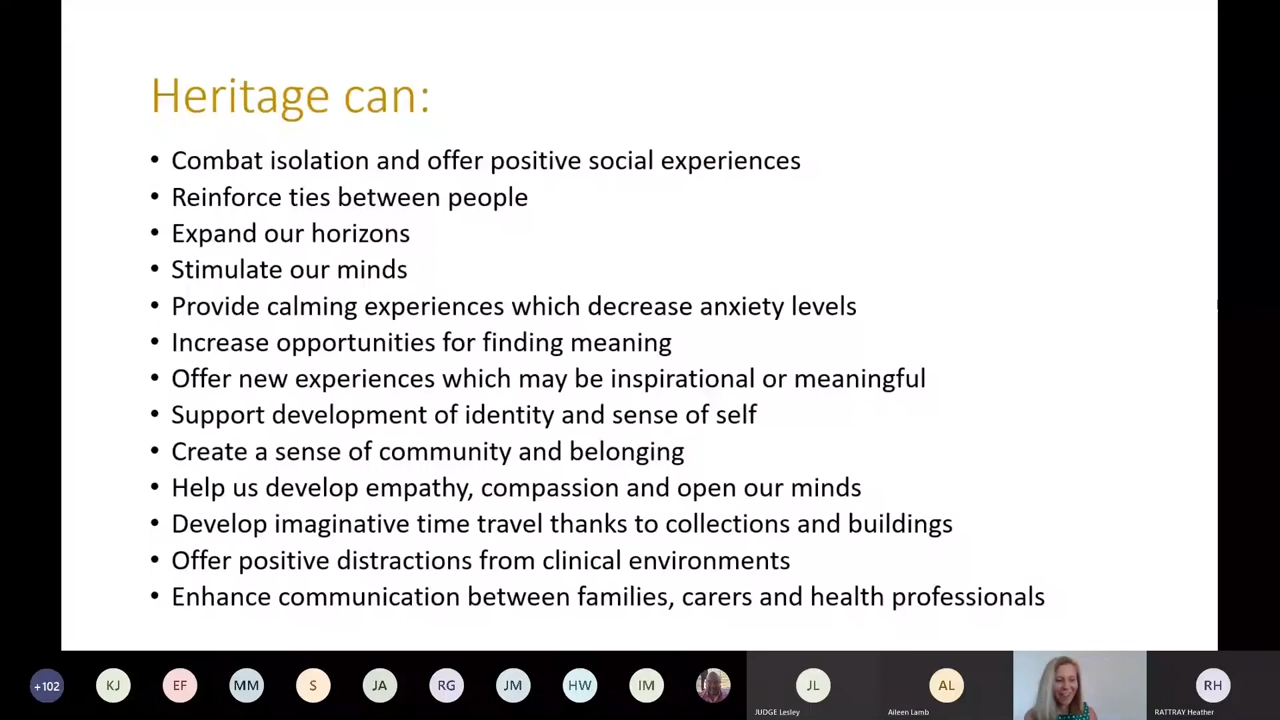 Heritage can:
• Combat isolation and offer positive social experiences
• Reinforce ties between people
• Expand our horizons
• Stimulate our minds
• Provide calming experiences which decrease anxiety levels
• Increase opportunities for finding meaning
• Offer new experiences which may be inspirational or meaningful
• Support development of identity and sense of self
• Create a sense of community and belonging
• Help us develop empathy, compassion and open our minds
• Develop imaginative time travel thanks to collections and buildings
• Offer positive distractions from clinical environments
• Enhance communication between families, carers and health professionals
+102 KJ EF MM S JA RG JM HW IM JL AL RH
JUDGE Lesley Aileen Lamb RATTRAY Heather